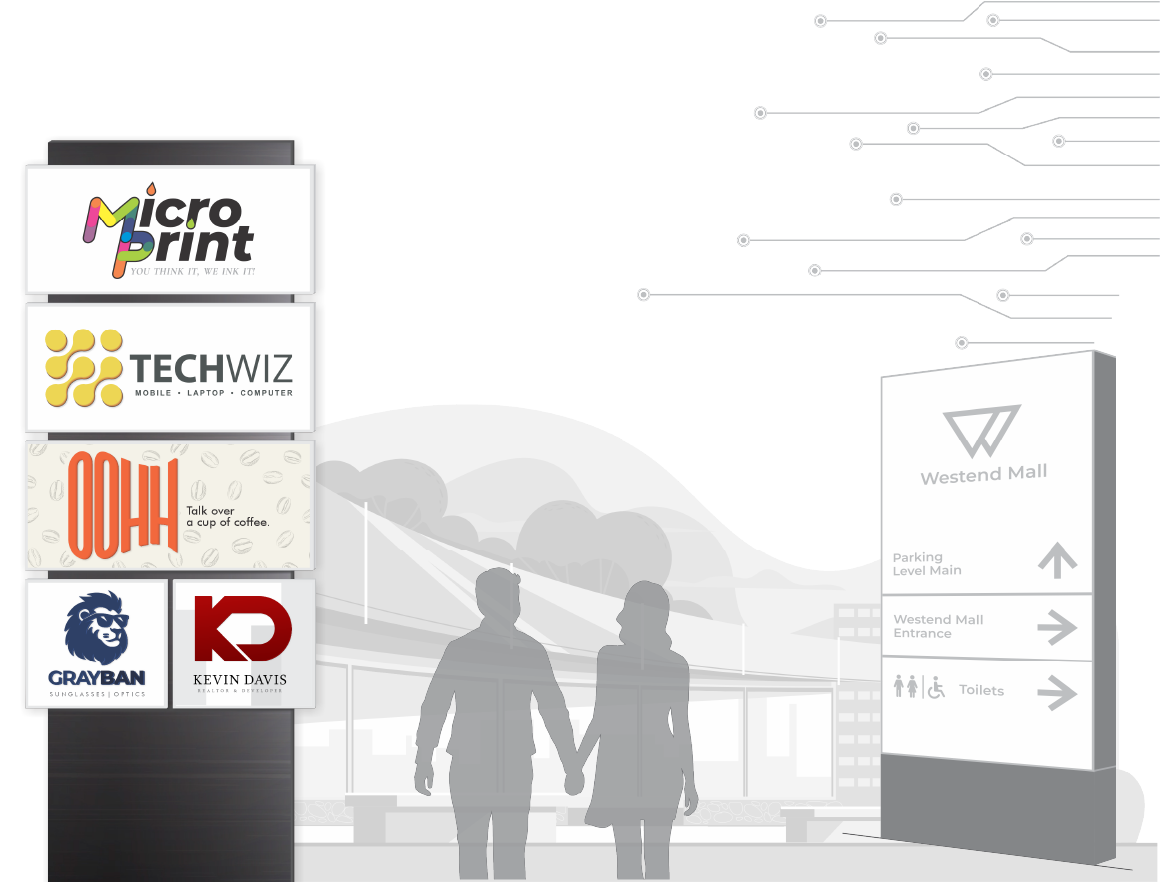 Micro
Print
YOU THINK IT, WE INK IT!
TECHWIZ
MOBILE • LAPTOP • COMPUTER
OOHH
Talk over
a cup of coffee.
GRAYBAN
SUNGLASSES | OPTICS
KD
KEVIN DAVIS
REALTOR & DEVELOPER
Westend Mall
Parking
Level Main
Westend Mall
Entrance
Toilets